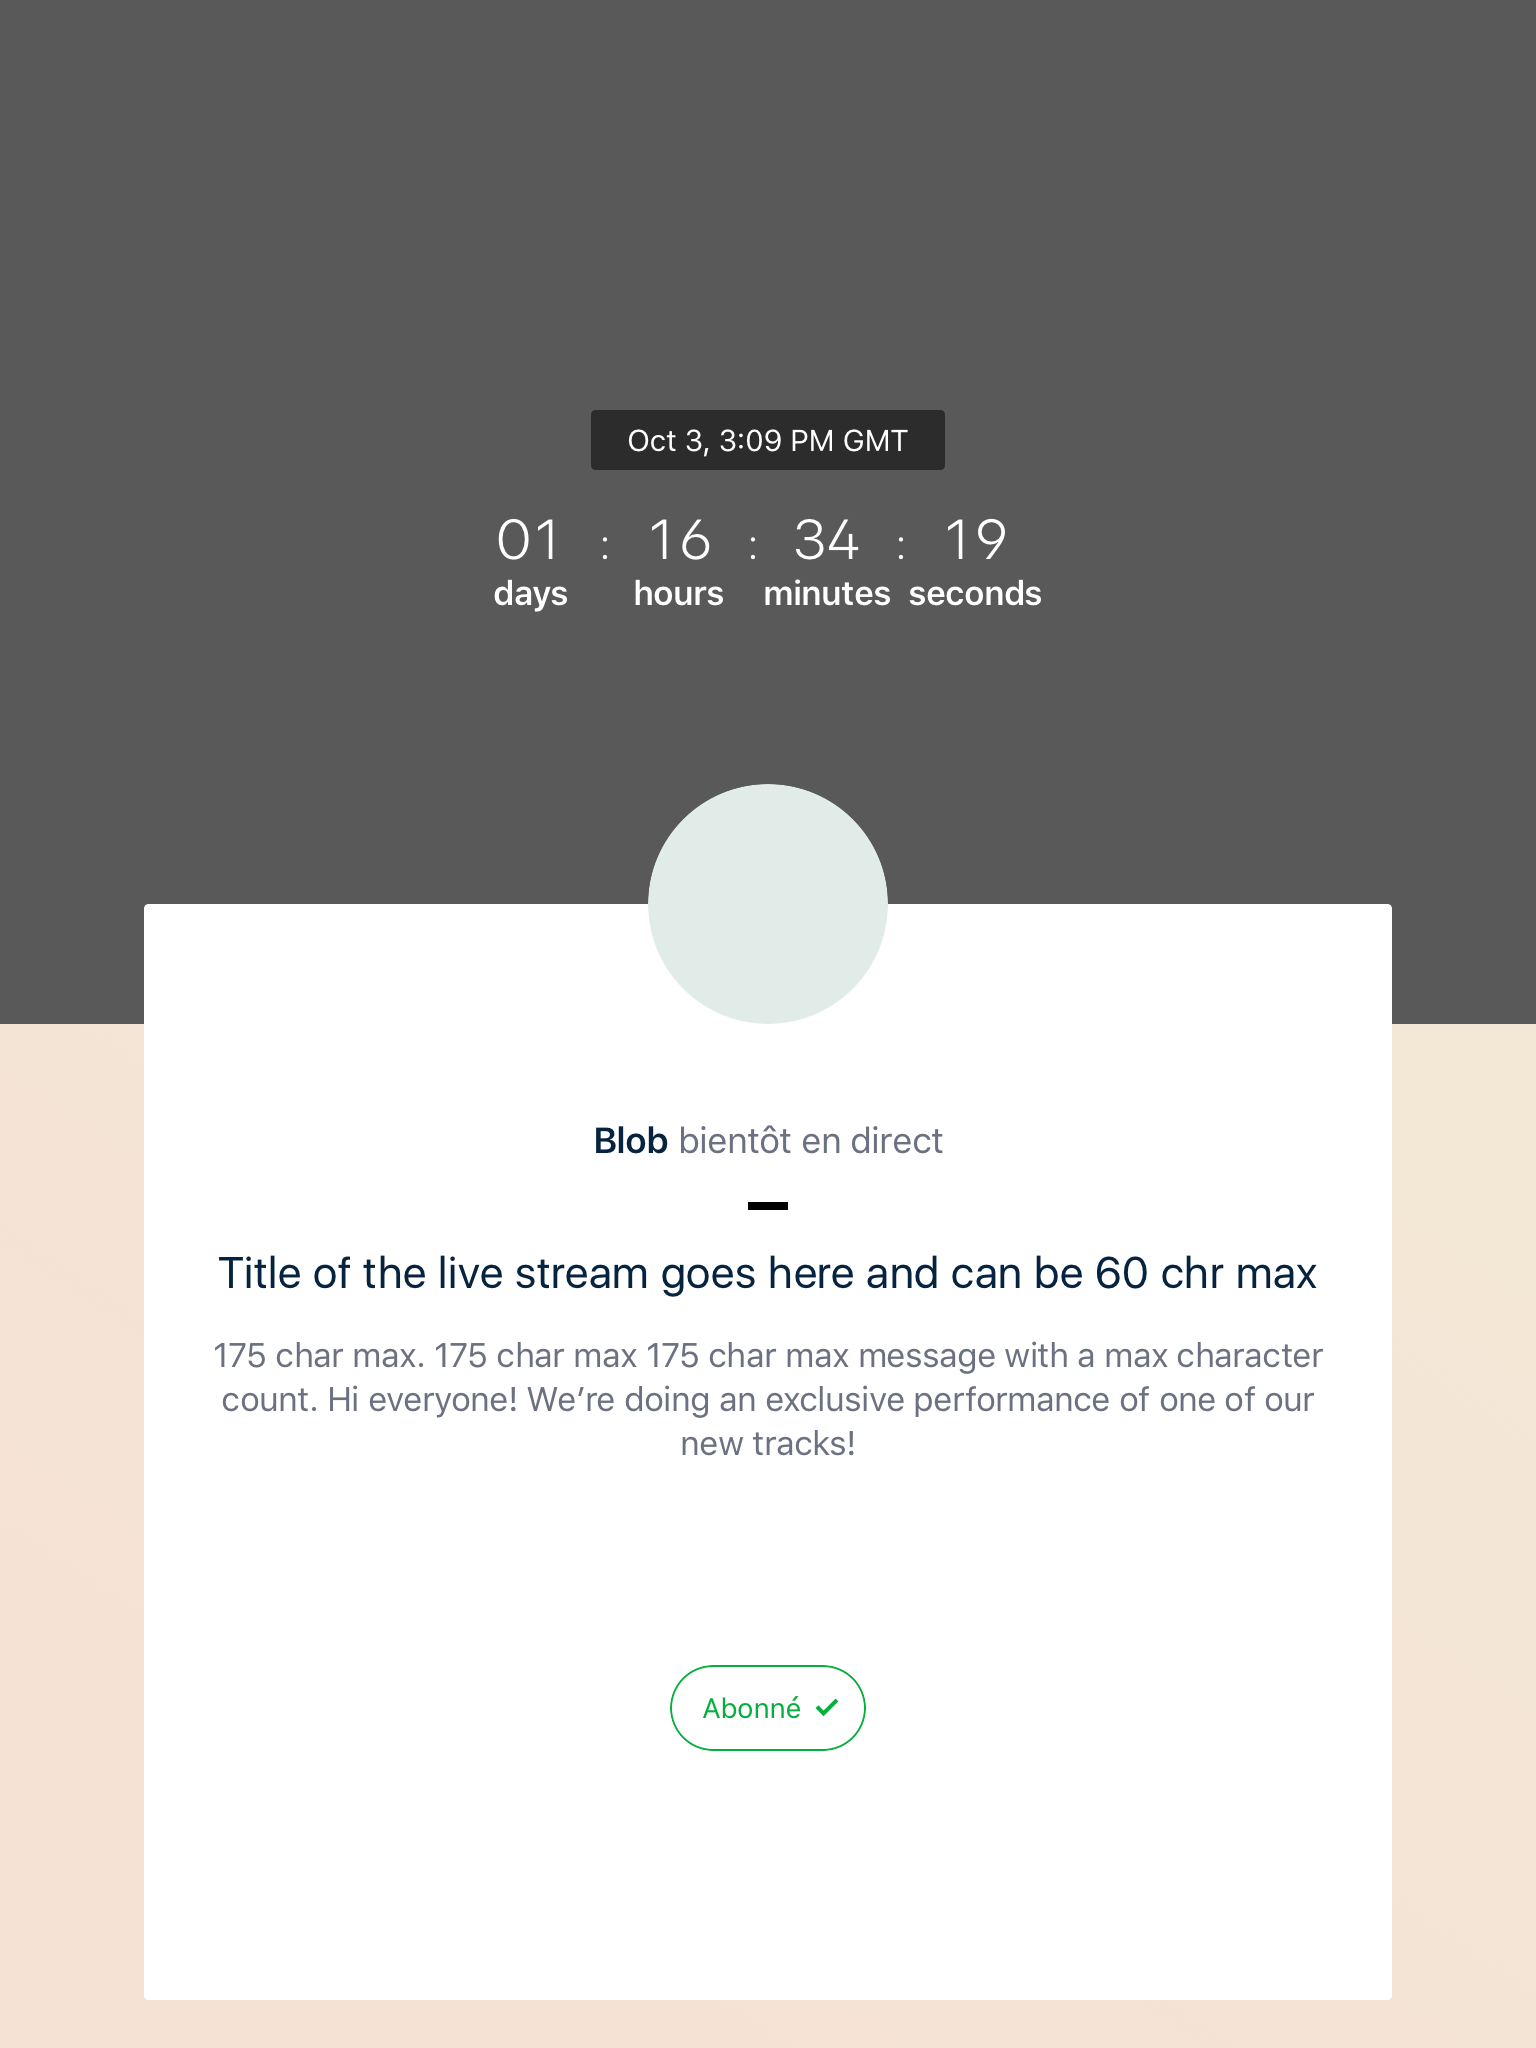 Oct 3, 3:09 PM GMT
01 : 16 : 34 : 19
days hours minutes seconds
Blob bientôt en direct
Title of the live stream goes here and can be 60 chr max
175 char max. 175 char max 175 char max message with a max character
count. Hi everyone! We’re doing an exclusive performance of one of our
new tracks!
Abonné